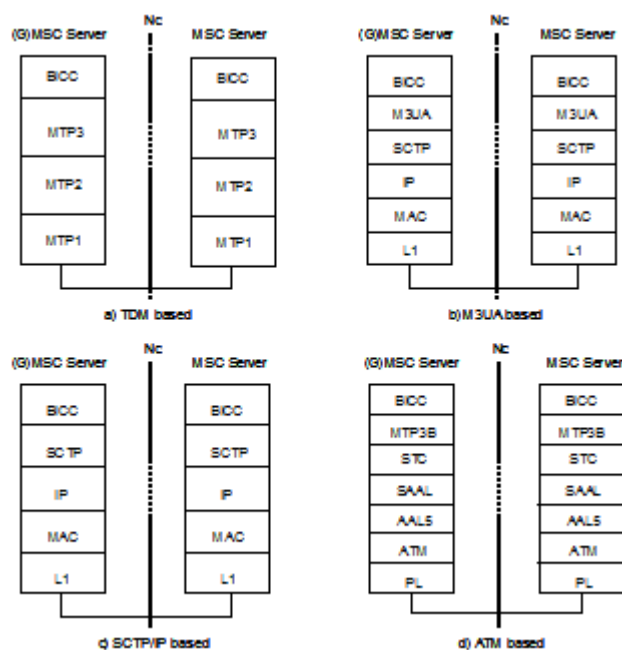 Nc
(G)MSC Server
MSC Server
BICC
MTP3
MTP2
MTP1
BICC
MTP3
MTP2
MTP1
a) TDM based
Nc
(G)MSC Server
MSC Server
BICC
M3UA
SCTP
IP
MAC
L1
BICC
M3UA
SCTP
IP
MAC
L1
b) M3UA based
Nc
(G)MSC Server
MSC Server
BICC
SCTP
IP
MAC
L1
BICC
SCTP
IP
MAC
L1
c) SCTP/IP based
Nc
(G)MSC Server
MSC Server
BICC
MTP3B
STC
SAAL
AAL5
ATM
PL
BICC
MTP3B
STC
SAAL
AAL5
ATM
PL
d) ATM based